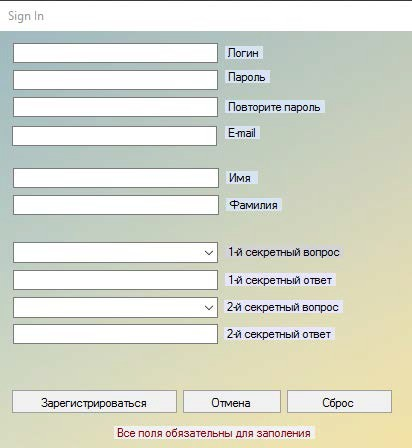 Sign In
Логин
Пароль
Повторите пароль
E-mail
Имя
Фамилия
1-й секретный вопрос
1-й секретный ответ
2-й секретный вопрос
2-й секретный ответ
Зарегистрироваться Отмена Сброс
Все поля обязательны для заполения